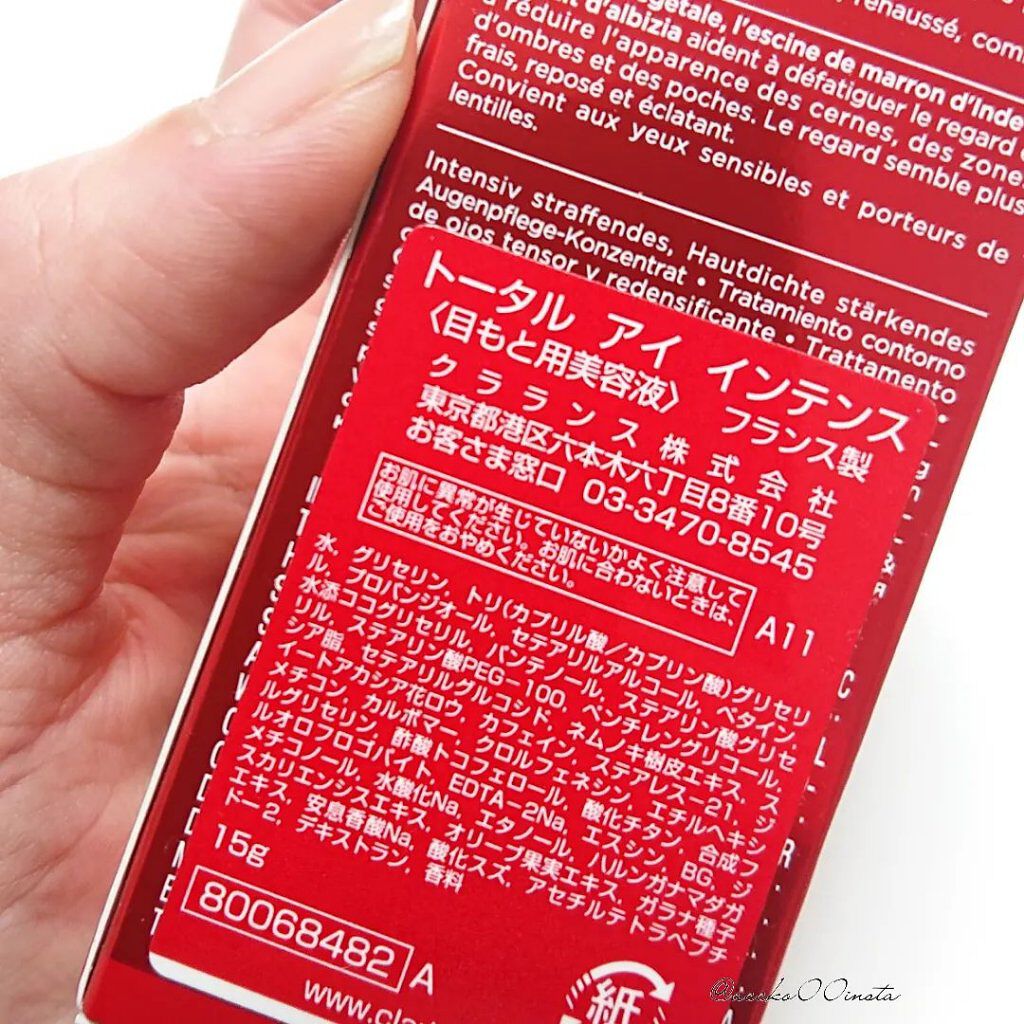 renaussé, com
végétale, l'escine de marron d'Inde
d'albizia aident à défatiguer le regard
à réduire l'apparence des cernes, des zones
d'ombres et des poches. Le regard semble plus
frais, reposé et éclatant.
Convient aux yeux sensibles et porteurs de
lentilles.
Intensiv straffendes, Hautdichte stärkendes
Augenpflege-Konzentrat • Tratamiento contorno
de ojos tensor y redensificante • Trattamento
トータル アイ インテンス
〈目もと用美容液〉 フランス製
クラランス株式会社
東京都港区六本木六丁目8番10号
お客さま窓口 03-3470-8545
お肌に異常が生じていないかよく注意して
使用してください。お肌に合わないときは、
ご使用をおやめください。
A11
水、グリセリン、トリ(カプリル酸/カプリン酸)グリセリ
ル、プロパンジオール、セテアリルアルコール、ベタイン、
水添ココグリセリル、パンテノール、ステアリン酸グリセ
リル、ステアリン酸PEG-100、ペンチレングリコール、
シア脂、セテアリルグルコシド、ネムノキ樹皮エキス、スジ
イートアカシア花ロウ、カフェイン、ステアレス-21、
メチコン、カルボマー、クロルフェネシン、エチルヘキシ
ルグリセリン、酢酸トコフェロール、酸化チタン、合成フ
ルオロフロゴパイト、EDTA-2Na、エスシン、BG、ジ
メチコノール、水酸化Na、エタノール、ハルンガナマダガ
スカリエンシスエキス、オリーブ果実エキス、ガラナ種子
エキス、安息香酸Na、酸化スズ、アセチルテトラペプチ
ド-2、デキストラン、香料
15g
80068482 A
紙
www.cla